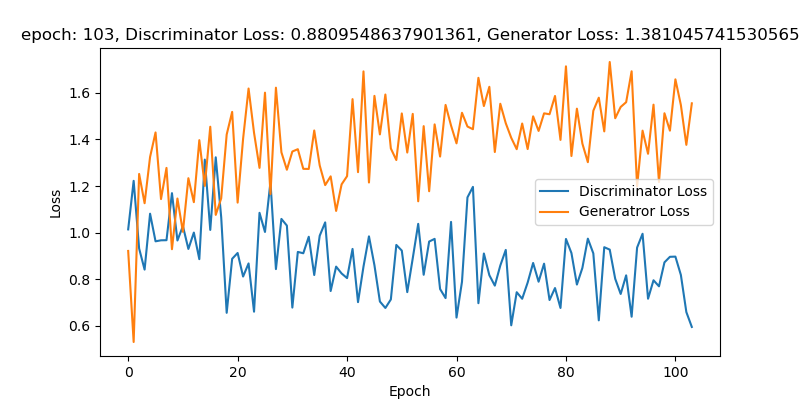 epoch: 103, Discriminator Loss: 0.8809548637901361, Generator Loss: 1.381045741530565
1.6
1.4
1.2
1.0
0.8
0.6
Loss
Discriminator Loss
Generatror Loss
0 20 40 60 80 100
Epoch